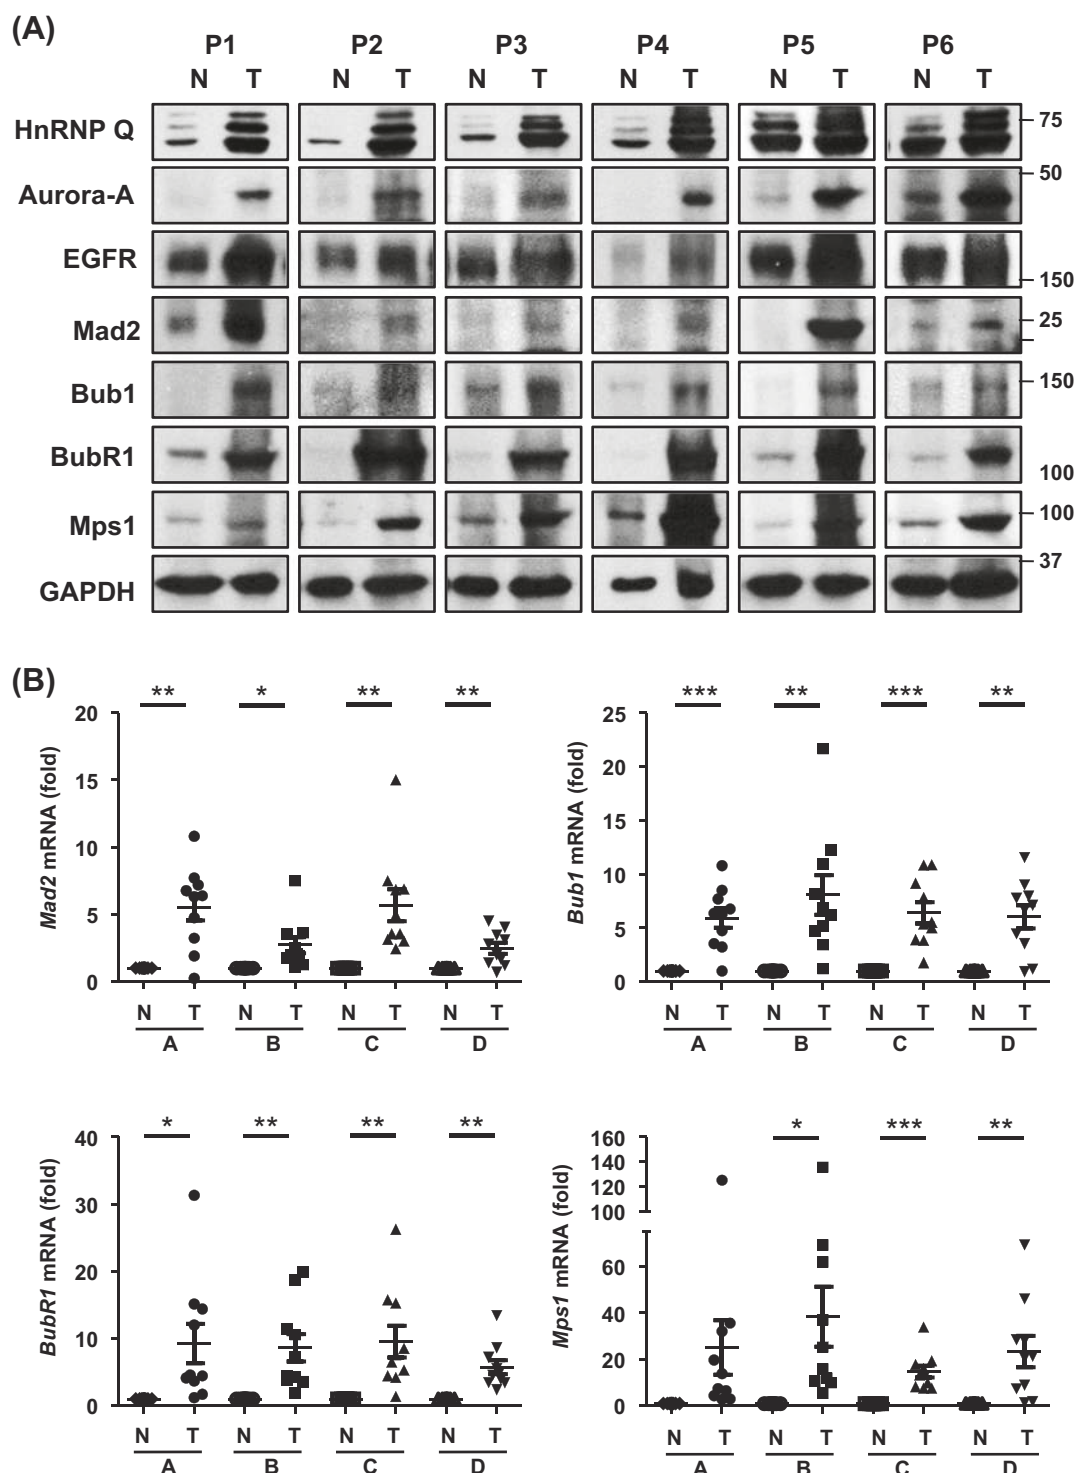 (A)
P1 P2 P3 P4 P5 P6
N T N T N T N T N T N T
HnRNP Q
75
Aurora-A
50
EGFR
150
Mad2
25
Bub1
150
BubR1
100
Mps1
100
GAPDH
37
(B)
** * ** **
Mad2 mRNA (fold)
20
15
10
5
0
N T N T N T N T
A B C D
*** ** *** **
Bub1 mRNA (fold)
25
20
15
10
5
0
N T N T N T N T
A B C D
* ** ** **
BubR1 mRNA (fold)
40
30
20
10
0
N T N T N T N T
A B C D
* *** **
Mps1 mRNA (fold)
160
140
120
100
60
40
20
0
N T N T N T N T
A B C D